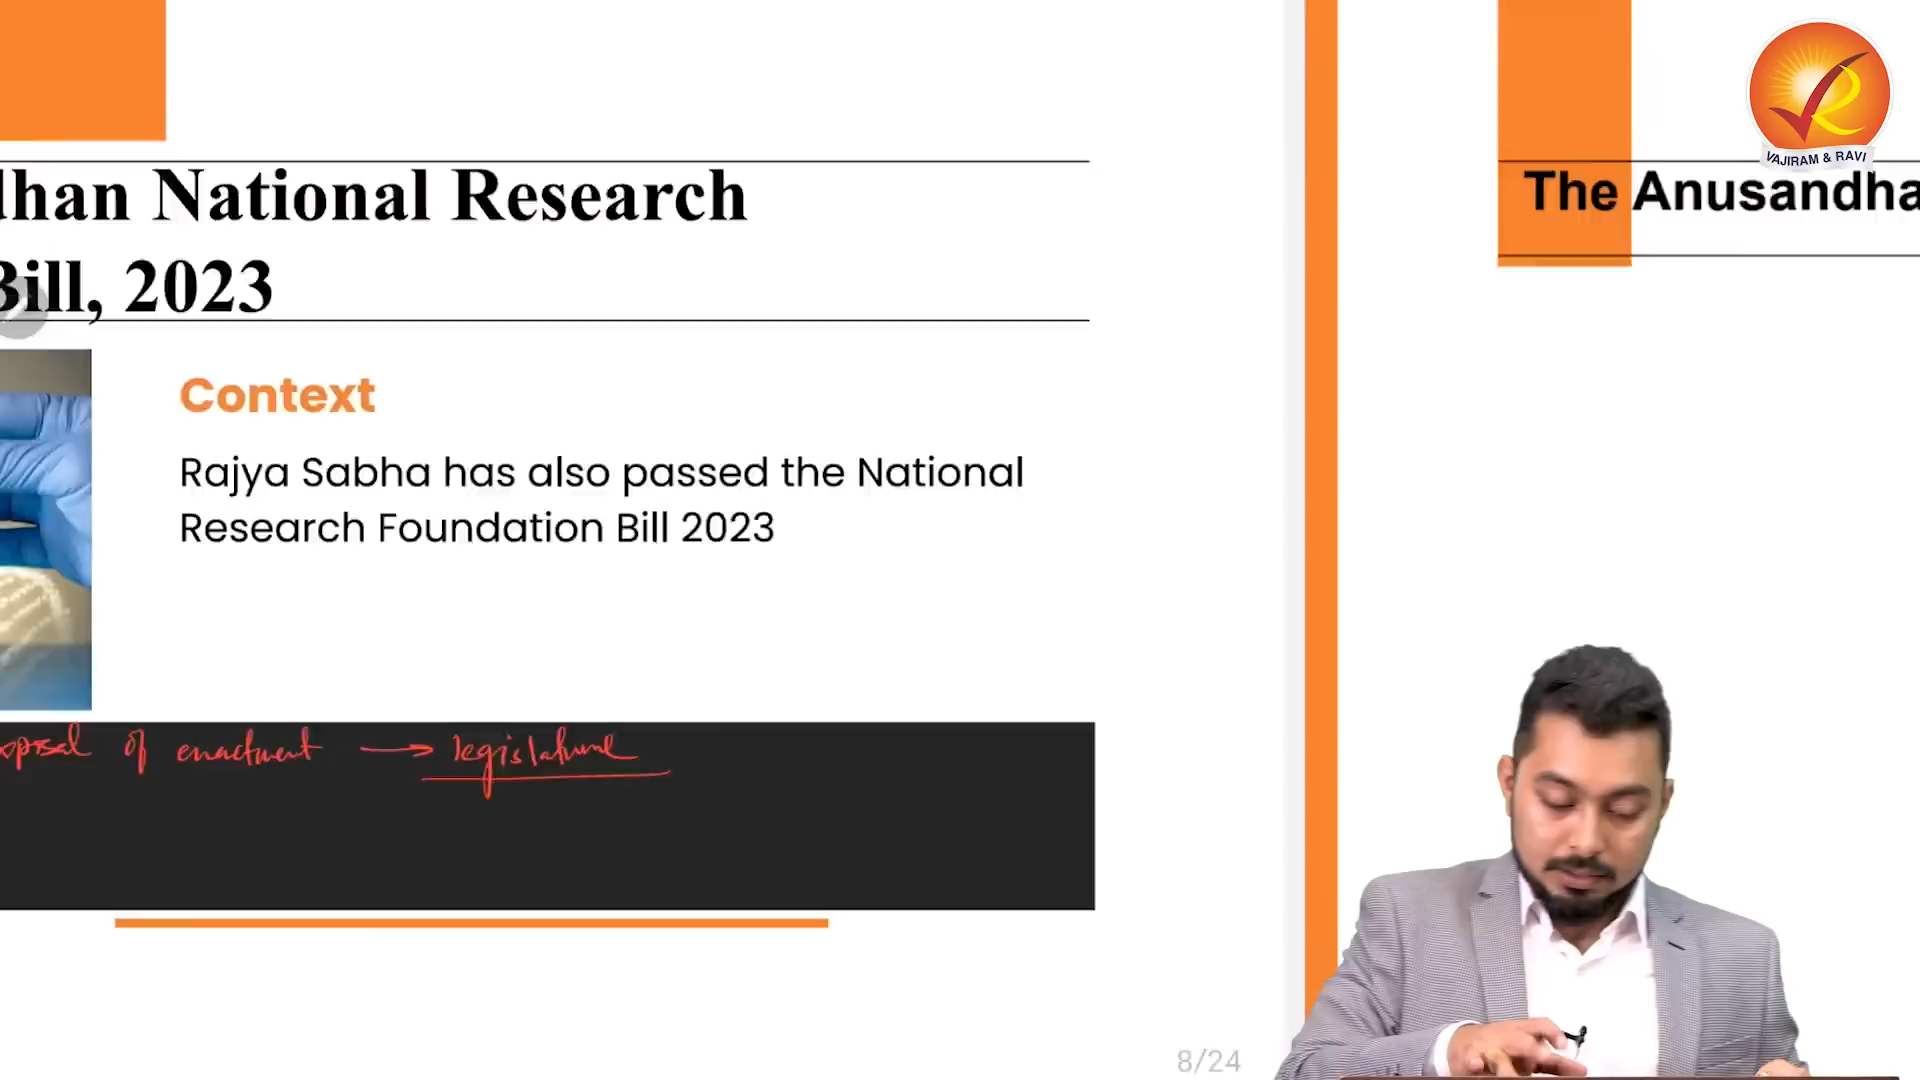 dhan National Research
Bill, 2023
Context
Rajya Sabha has also passed the National
Research Foundation Bill 2023
of enactment → legislature
8/24
The Anusandha
VAJIRAM & RAVI